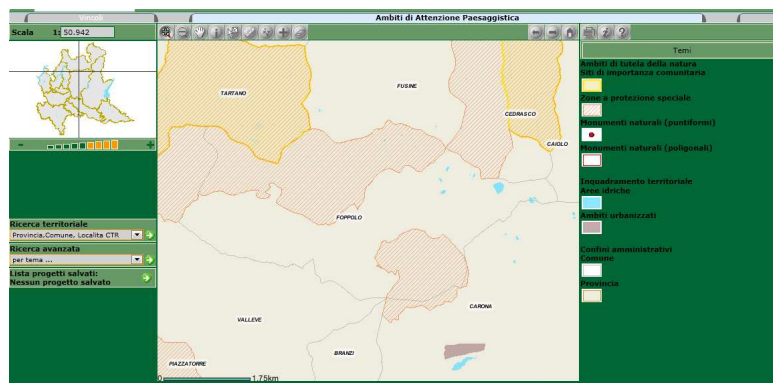 Vincoli
Ambiti di Attenzione Paesaggistica
Scala 1: 50.942
TARTANO
FUSINE
CEDRASCO
CAIOLO
FOPPOLO
CARONA
VALLEVE
BRANZI
PIAZZATORRE
0
1.75km
- +
Ricerca territoriale
Provincia,Comune, Localita CTR
Ricerca avanzata
per tema ...
Lista progetti salvati:
Nessun progetto salvato
Temi
Ambiti di tutela della natura
Siti di importanza comunitaria
Zone a protezione speciale
Monumenti naturali (puntiformi)
Monumenti naturali (poligonali)
Inquadramento territoriale
Aree idriche
Ambiti urbanizzati
Confini amministrativi
Comune
Provincia